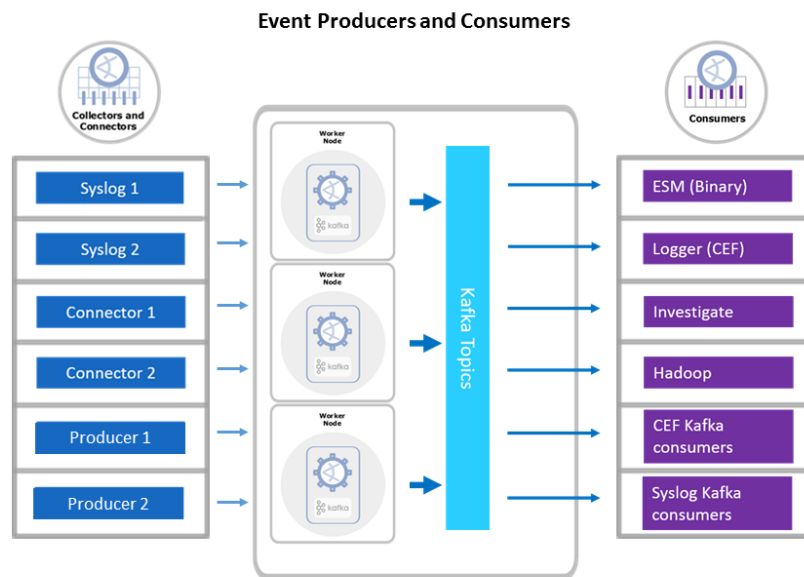 Event Producers and Consumers
Collectors and
Connectors
Syslog 1
Syslog 2
Connector 1
Connector 2
Producer 1
Producer 2
Worker
Node
kafka
Worker
Node
kafka
Worker
Node
kafka
Kafka Topics
Consumers
ESM (Binary)
Logger (CEF)
Investigate
Hadoop
CEF Kafka
consumers
Syslog Kafka
consumers